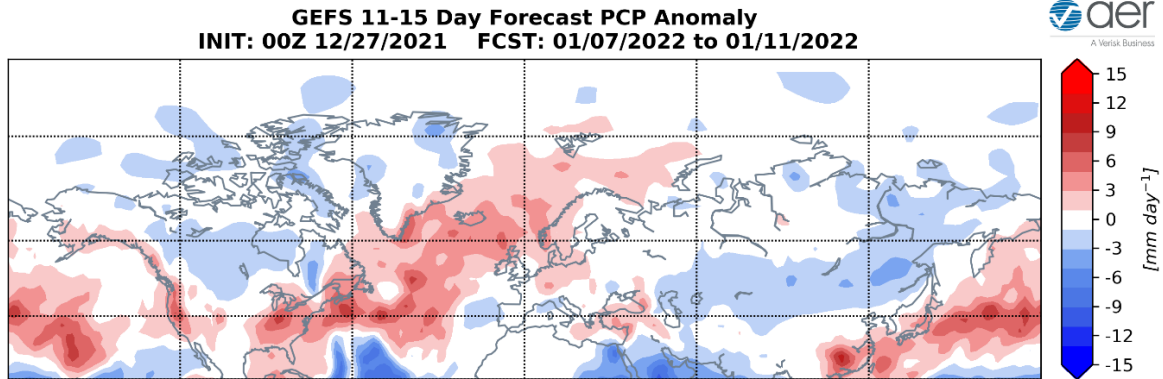 GEFS 11-15 Day Forecast PCP Anomaly
INIT: 00Z 12/27/2021 FCST: 01/07/2022 to 01/11/2022
aer
A Verisk Business
15
12
9
6
3
0
-3
-6
-9
-12
-15
[mm day⁻¹]